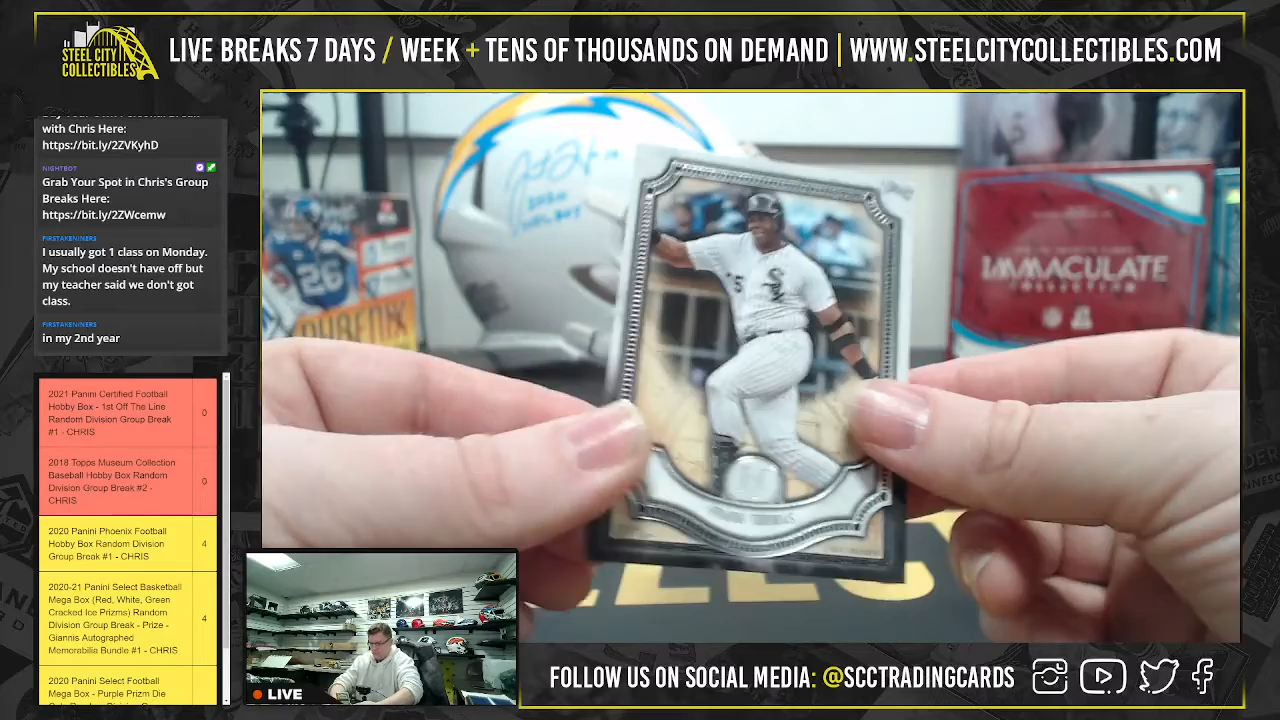 STEEL CITY
COLLECTIBLES
LIVE BREAKS 7 DAYS / WEEK + TENS OF THOUSANDS ON DEMAND | WWW.STEELCITYCOLLECTIBLES.COM
with Chris Here:
https://bit.ly/2ZVKyhD
NIGHTBOT
Grab Your Spot in Chris's Group
Breaks Here:
https://bit.ly/2ZWcemw
FIRSTAKENINERS
I usually got 1 class on Monday.
My school doesn't have off but
my teacher said we don't got
class.
FIRSTAKENINERS
in my 2nd year
2021 Panini Certified Football
Hobby Box - 1st Off The Line
Random Division Group Break
#1 - CHRIS
0
2018 Topps Museum Collection
Baseball Hobby Box Random
Division Group Break #2 -
CHRIS
0
2020 Panini Phoenix Football
Hobby Box Random Division
Group Break #1 - CHRIS
4
2020-21 Panini Select Basketball
Mega Box (Red, White, Green
Cracked Ice Prizms) Random
Division Group Break - Prize -
Giannis Autographed
Memorabilia Bundle #1 - CHRIS
4
2020 Panini Select Football
Mega Box - Purple Prizm Die
26
PHOENIX
IMMACULATE
COLLECTION
LIVE
FOLLOW US ON SOCIAL MEDIA: @SCCTRADINGCARDS